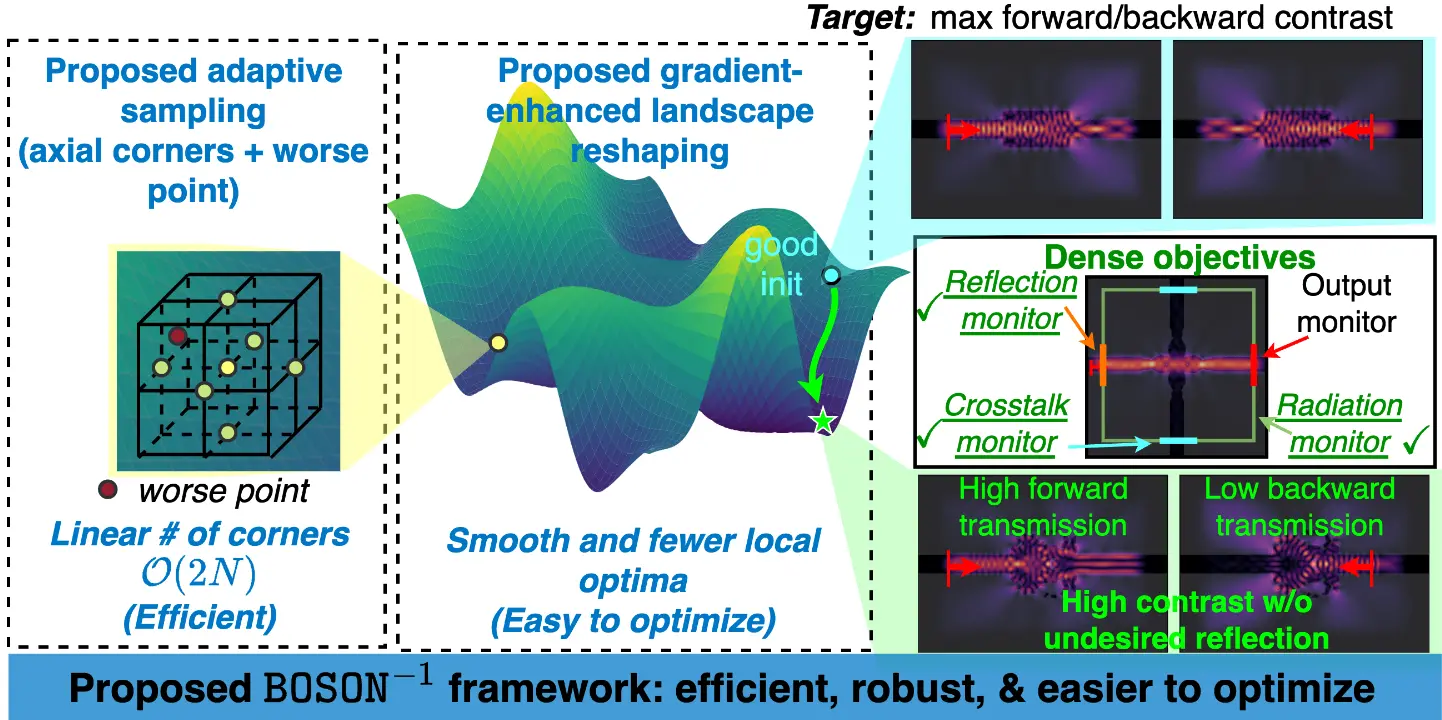 Target: max forward/backward contrast
Proposed adaptive
sampling
(axial corners + worse
point)
worse point
Linear # of corners
𝒪(2N)
(Efficient)
Proposed gradient-
enhanced landscape
reshaping
good
init
Smooth and fewer local
optima
(Easy to optimize)
Dense objectives
Reflection
monitor
Output
monitor
Crosstalk
monitor
Radiation
monitor
High forward
transmission
Low backward
transmission
High contrast w/o
undesired reflection
Proposed BOSON⁻¹ framework: efficient, robust, & easier to optimize